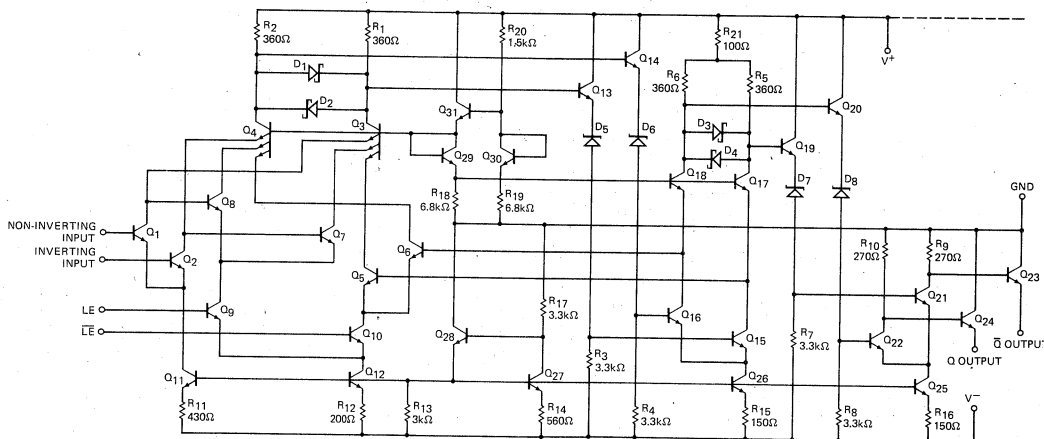 R2
360Ω
R1
360Ω
R20
1.5kΩ
R21
100Ω
V+
D1
D2
Q14
Q13
R6
360Ω
R5
360Ω
Q20
Q31
Q4
Q3
D5
D6
D3
D4
Q19
Q29
Q30
D7
D8
Q18
Q17
GND
R18
6.8kΩ
R19
6.8kΩ
Q8
NON-INVERTING
INPUT
Q1
Q7
INVERTING
INPUT
Q2
Q6
Q5
R10
270Ω
R9
270Ω
Q23
Q21
LE
Q9
R17
3.3kΩ
Q16
Q24
LE
Q10
Q28
Q15
R7
3.3kΩ
Q22
Q OUTPUT
Q OUTPUT
R3
3.3kΩ
Q11
Q12
Q27
Q26
Q25
V−
R11
430Ω
R12
200Ω
R13
3kΩ
R14
560Ω
R4
3.3kΩ
R15
150Ω
R8
3.3kΩ
R16
150Ω